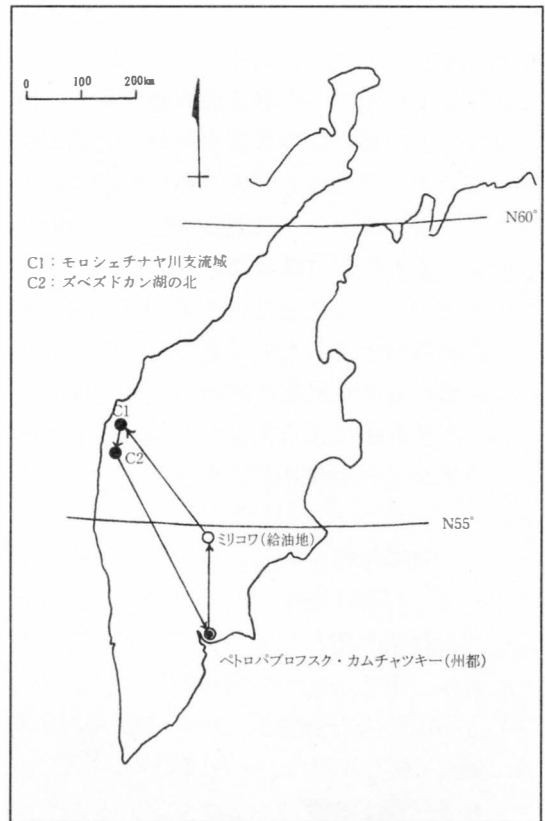 0 100 200km
N60°
C1：モロシェチナヤ川支流域
C2：ズベズドカン湖の北
C1
C2
N55°
ミリコワ(給油地)
ペトロパブロフスク・カムチャツキー(州都)